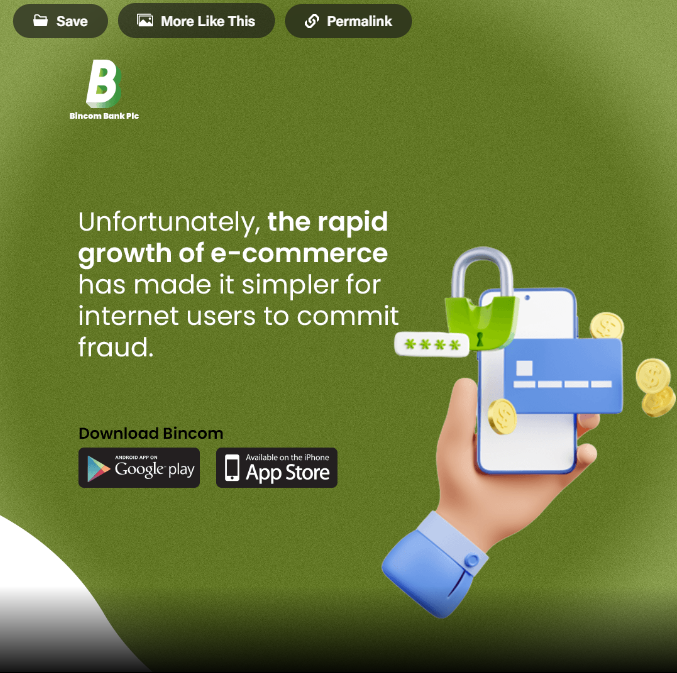 Save
More Like This
Permalink
B
Bincom Bank Plc
Unfortunately, the rapid
growth of e-commerce
has made it simpler for
internet users to commit
fraud.
****
Download Bincom
ANDROID APP ON
Google play
Available on the iPhone
App Store